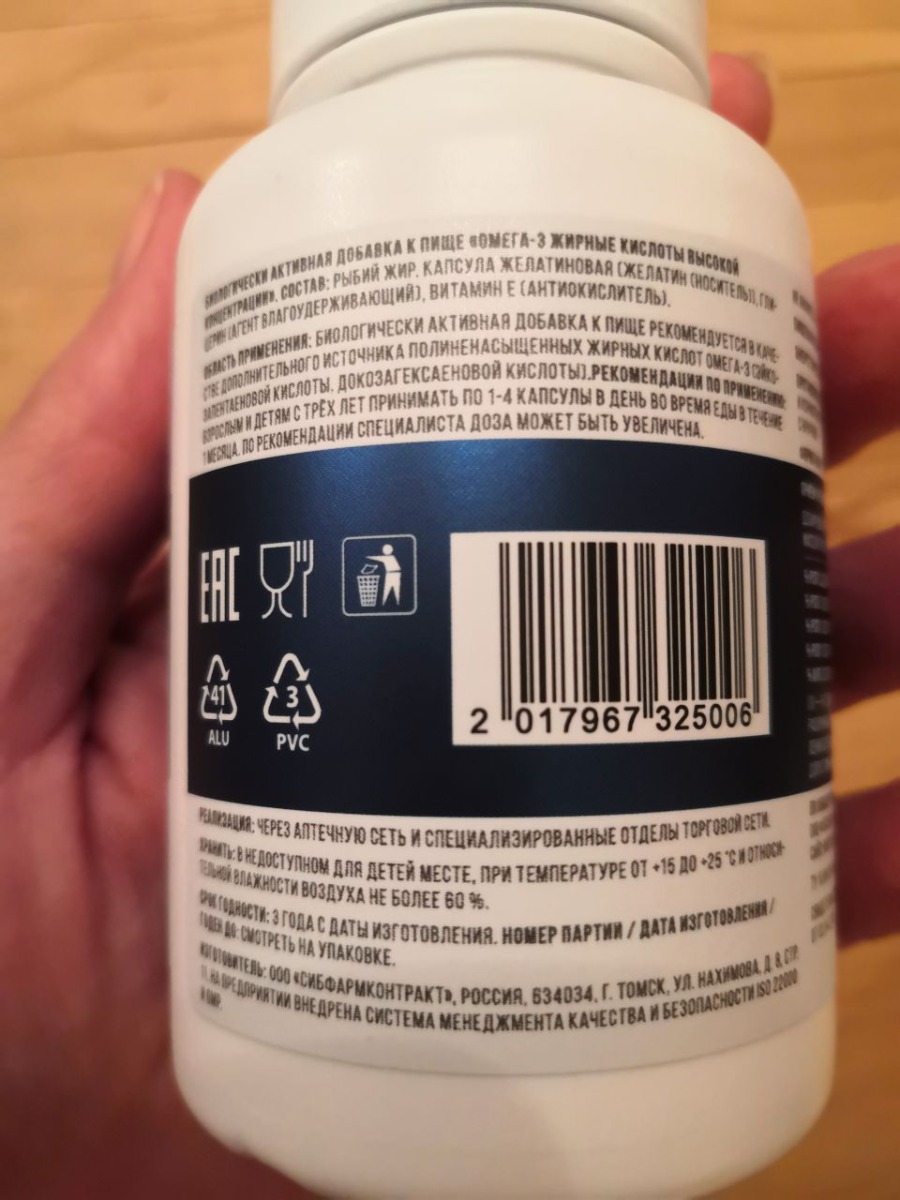 БИОЛОГИЧЕСКИ АКТИВНАЯ ДОБАВКА К ПИЩЕ «ОМЕГА-3 ЖИРНЫЕ КИСЛОТЫ ВЫСОКОЙ
КОНЦЕНТРАЦИИ». СОСТАВ: РЫБИЙ ЖИР, КАПСУЛА ЖЕЛАТИНОВАЯ (ЖЕЛАТИН (НОСИТЕЛЬ)), ГЛИ-
ЦЕРИН (АГЕНТ ВЛАГОУДЕРЖИВАЮЩИЙ), ВИТАМИН Е (АНТИОКИСЛИТЕЛЬ).
ОБЛАСТЬ ПРИМЕНЕНИЯ: БИОЛОГИЧЕСКИ АКТИВНАЯ ДОБАВКА К ПИЩЕ РЕКОМЕНДУЕТСЯ В КАЧЕ-
СТВЕ ДОПОЛНИТЕЛЬНОГО ИСТОЧНИКА ПОЛИНЕНАСЫЩЕННЫХ ЖИРНЫХ КИСЛОТ ОМЕГА-3 (ЭЙКО-
ЗАПЕНТАЕНОВОЙ КИСЛОТЫ, ДОКОЗАГЕКСАЕНОВОЙ КИСЛОТЫ).РЕКОМЕНДАЦИИ ПО ПРИМЕНЕНИЮ:
ВЗРОСЛЫМ И ДЕТЯМ С ТРЁХ ЛЕТ ПРИНИМАТЬ ПО 1-4 КАПСУЛЫ В ДЕНЬ ВО ВРЕМЯ ЕДЫ В ТЕЧЕНИЕ
1 МЕСЯЦА. ПО РЕКОМЕНДАЦИИ СПЕЦИАЛИСТА ДОЗА МОЖЕТ БЫТЬ УВЕЛИЧЕНА.
EAC
41
ALU
3
PVC
2 017967 325006
РЕАЛИЗАЦИЯ: ЧЕРЕЗ АПТЕЧНУЮ СЕТЬ И СПЕЦИАЛИЗИРОВАННЫЕ ОТДЕЛЫ ТОРГОВОЙ СЕТИ.
ХРАНИТЬ: В НЕДОСТУПНОМ ДЛЯ ДЕТЕЙ МЕСТЕ, ПРИ ТЕМПЕРАТУРЕ ОТ +15 ДО +25 °С И ОТНОСИ-
ТЕЛЬНОЙ ВЛАЖНОСТИ ВОЗДУХА НЕ БОЛЕЕ 60 %.
СРОК ГОДНОСТИ: 3 ГОДА С ДАТЫ ИЗГОТОВЛЕНИЯ. НОМЕР ПАРТИИ / ДАТА ИЗГОТОВЛЕНИЯ /
ГОДЕН ДО: СМОТРЕТЬ НА УПАКОВКЕ.
ИЗГОТОВИТЕЛЬ: ООО «СИБФАРМКОНТРАКТ», РОССИЯ, 634034, Г. ТОМСК, УЛ. НАХИМОВА, Д. 8, СТР.
11. НА ПРЕДПРИЯТИИ ВНЕДРЕНА СИСТЕМА МЕНЕДЖМЕНТА КАЧЕСТВА И БЕЗОПАСНОСТИ ISO 22000
И GMP.